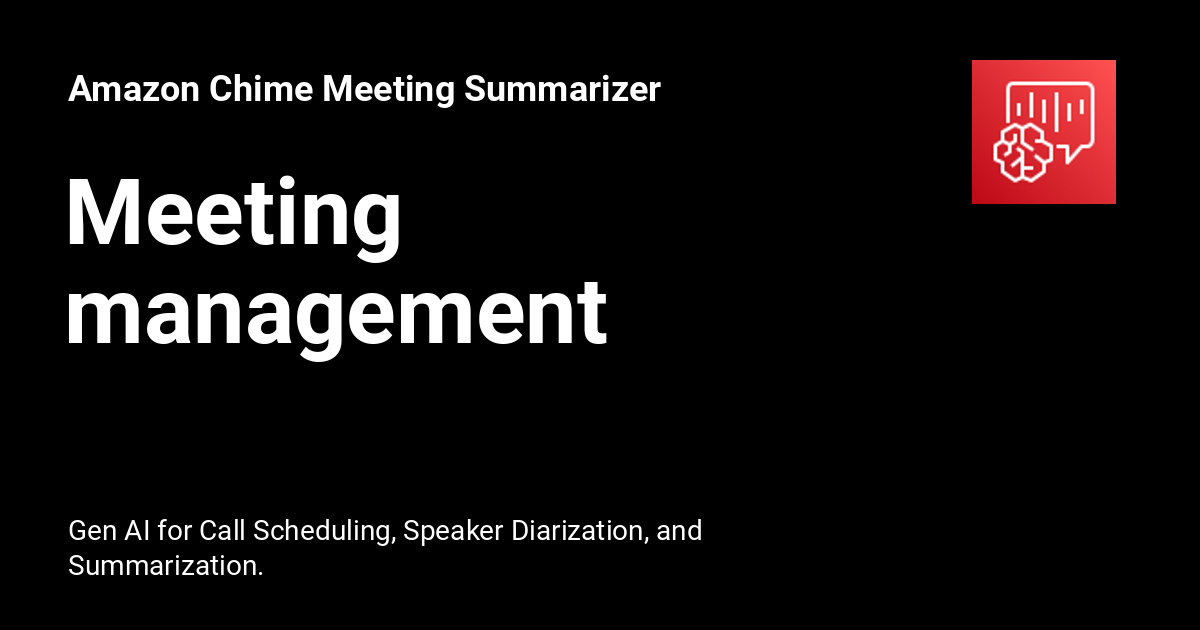 Amazon Chime Meeting Summarizer
Meeting
management
Gen AI for Call Scheduling, Speaker Diarization, and
Summarization.